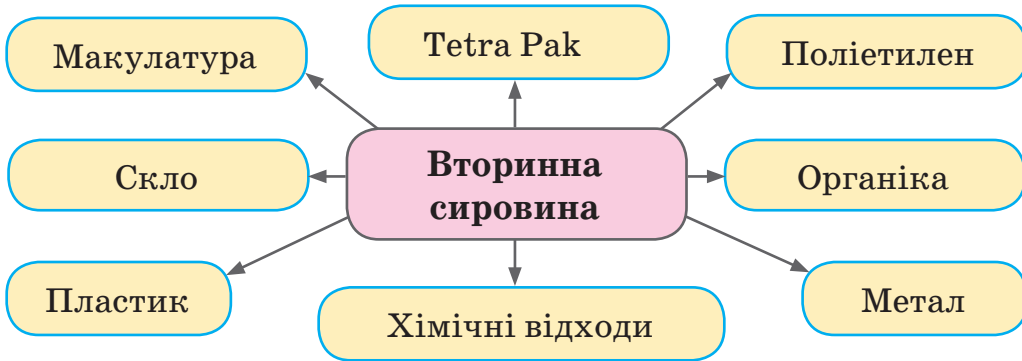 Макулатура
Tetra Pak
Поліетилен
Скло
Вторинна
сировина
Органіка
Пластик
Хімічні відходи
Метал